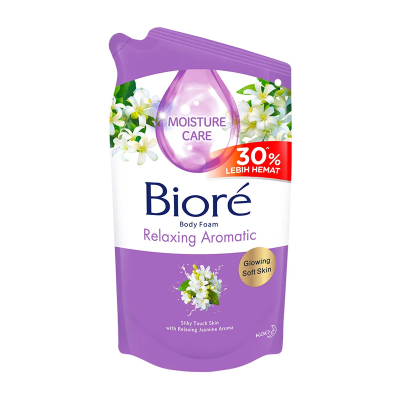 MOISTURE
CARE
30%
LEBIH HEMAT
Bioré
Body Foam
Relaxing Aromatic
Glowing
Soft Skin
Silky Touch Skin
with Relaxing Jasmine Aroma
Kao